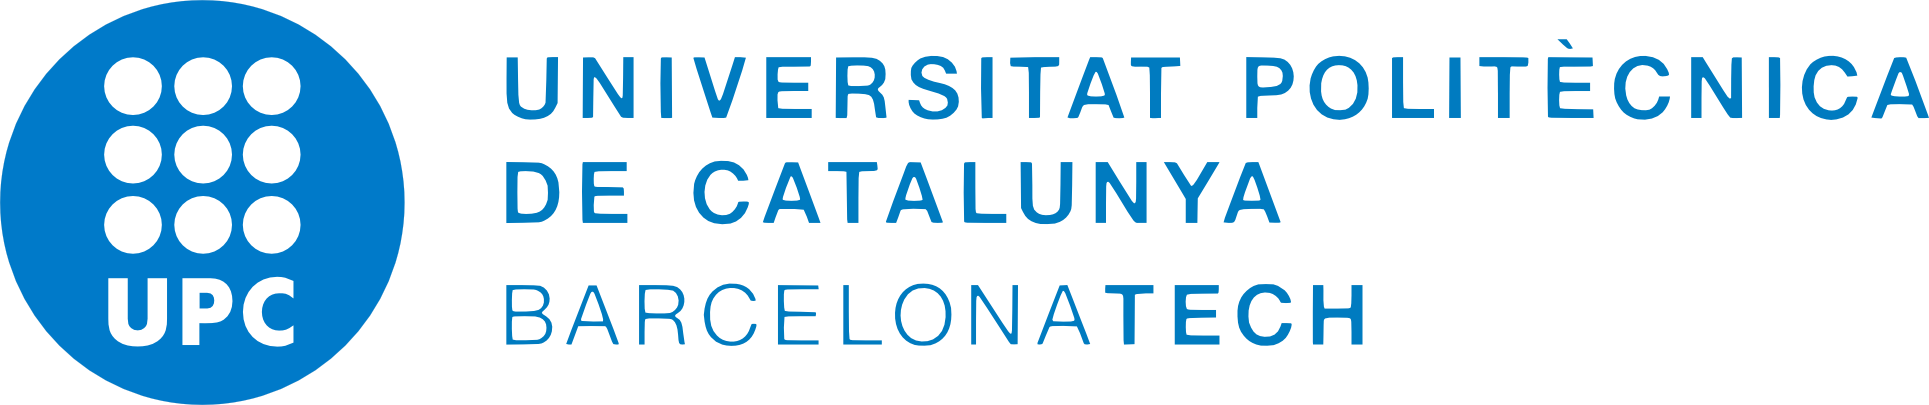 UPC
UNIVERSITAT POLITÈCNICA
DE CATALUNYA
BARCELONATECH